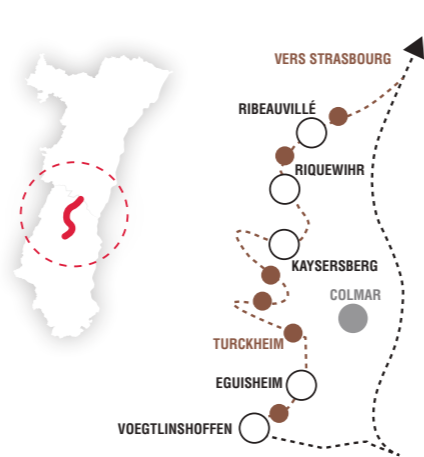 VERS STRASBOURG
RIBEAUVILLÉ
RIQUEWIHR
KAYSERSBERG
COLMAR
TURCKHEIM
EGUISHEIM
VOEGTLINSHOFFEN